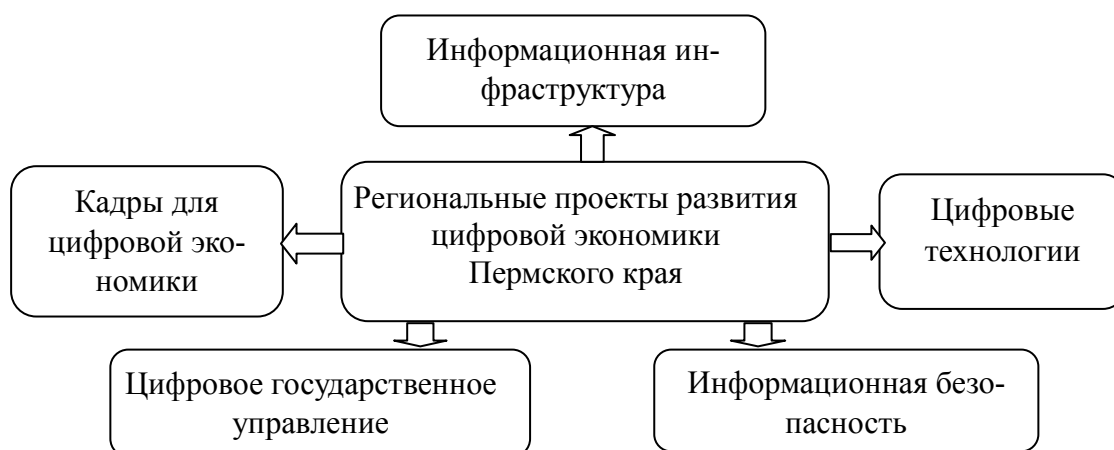 Информационная ин-
фраструктура
Кадры для
цифровой эко-
номики
Региональные проекты развития
цифровой экономики
Пермского края
Цифровые
технологии
Цифровое государственное
управление
Информационная безо-
пасность